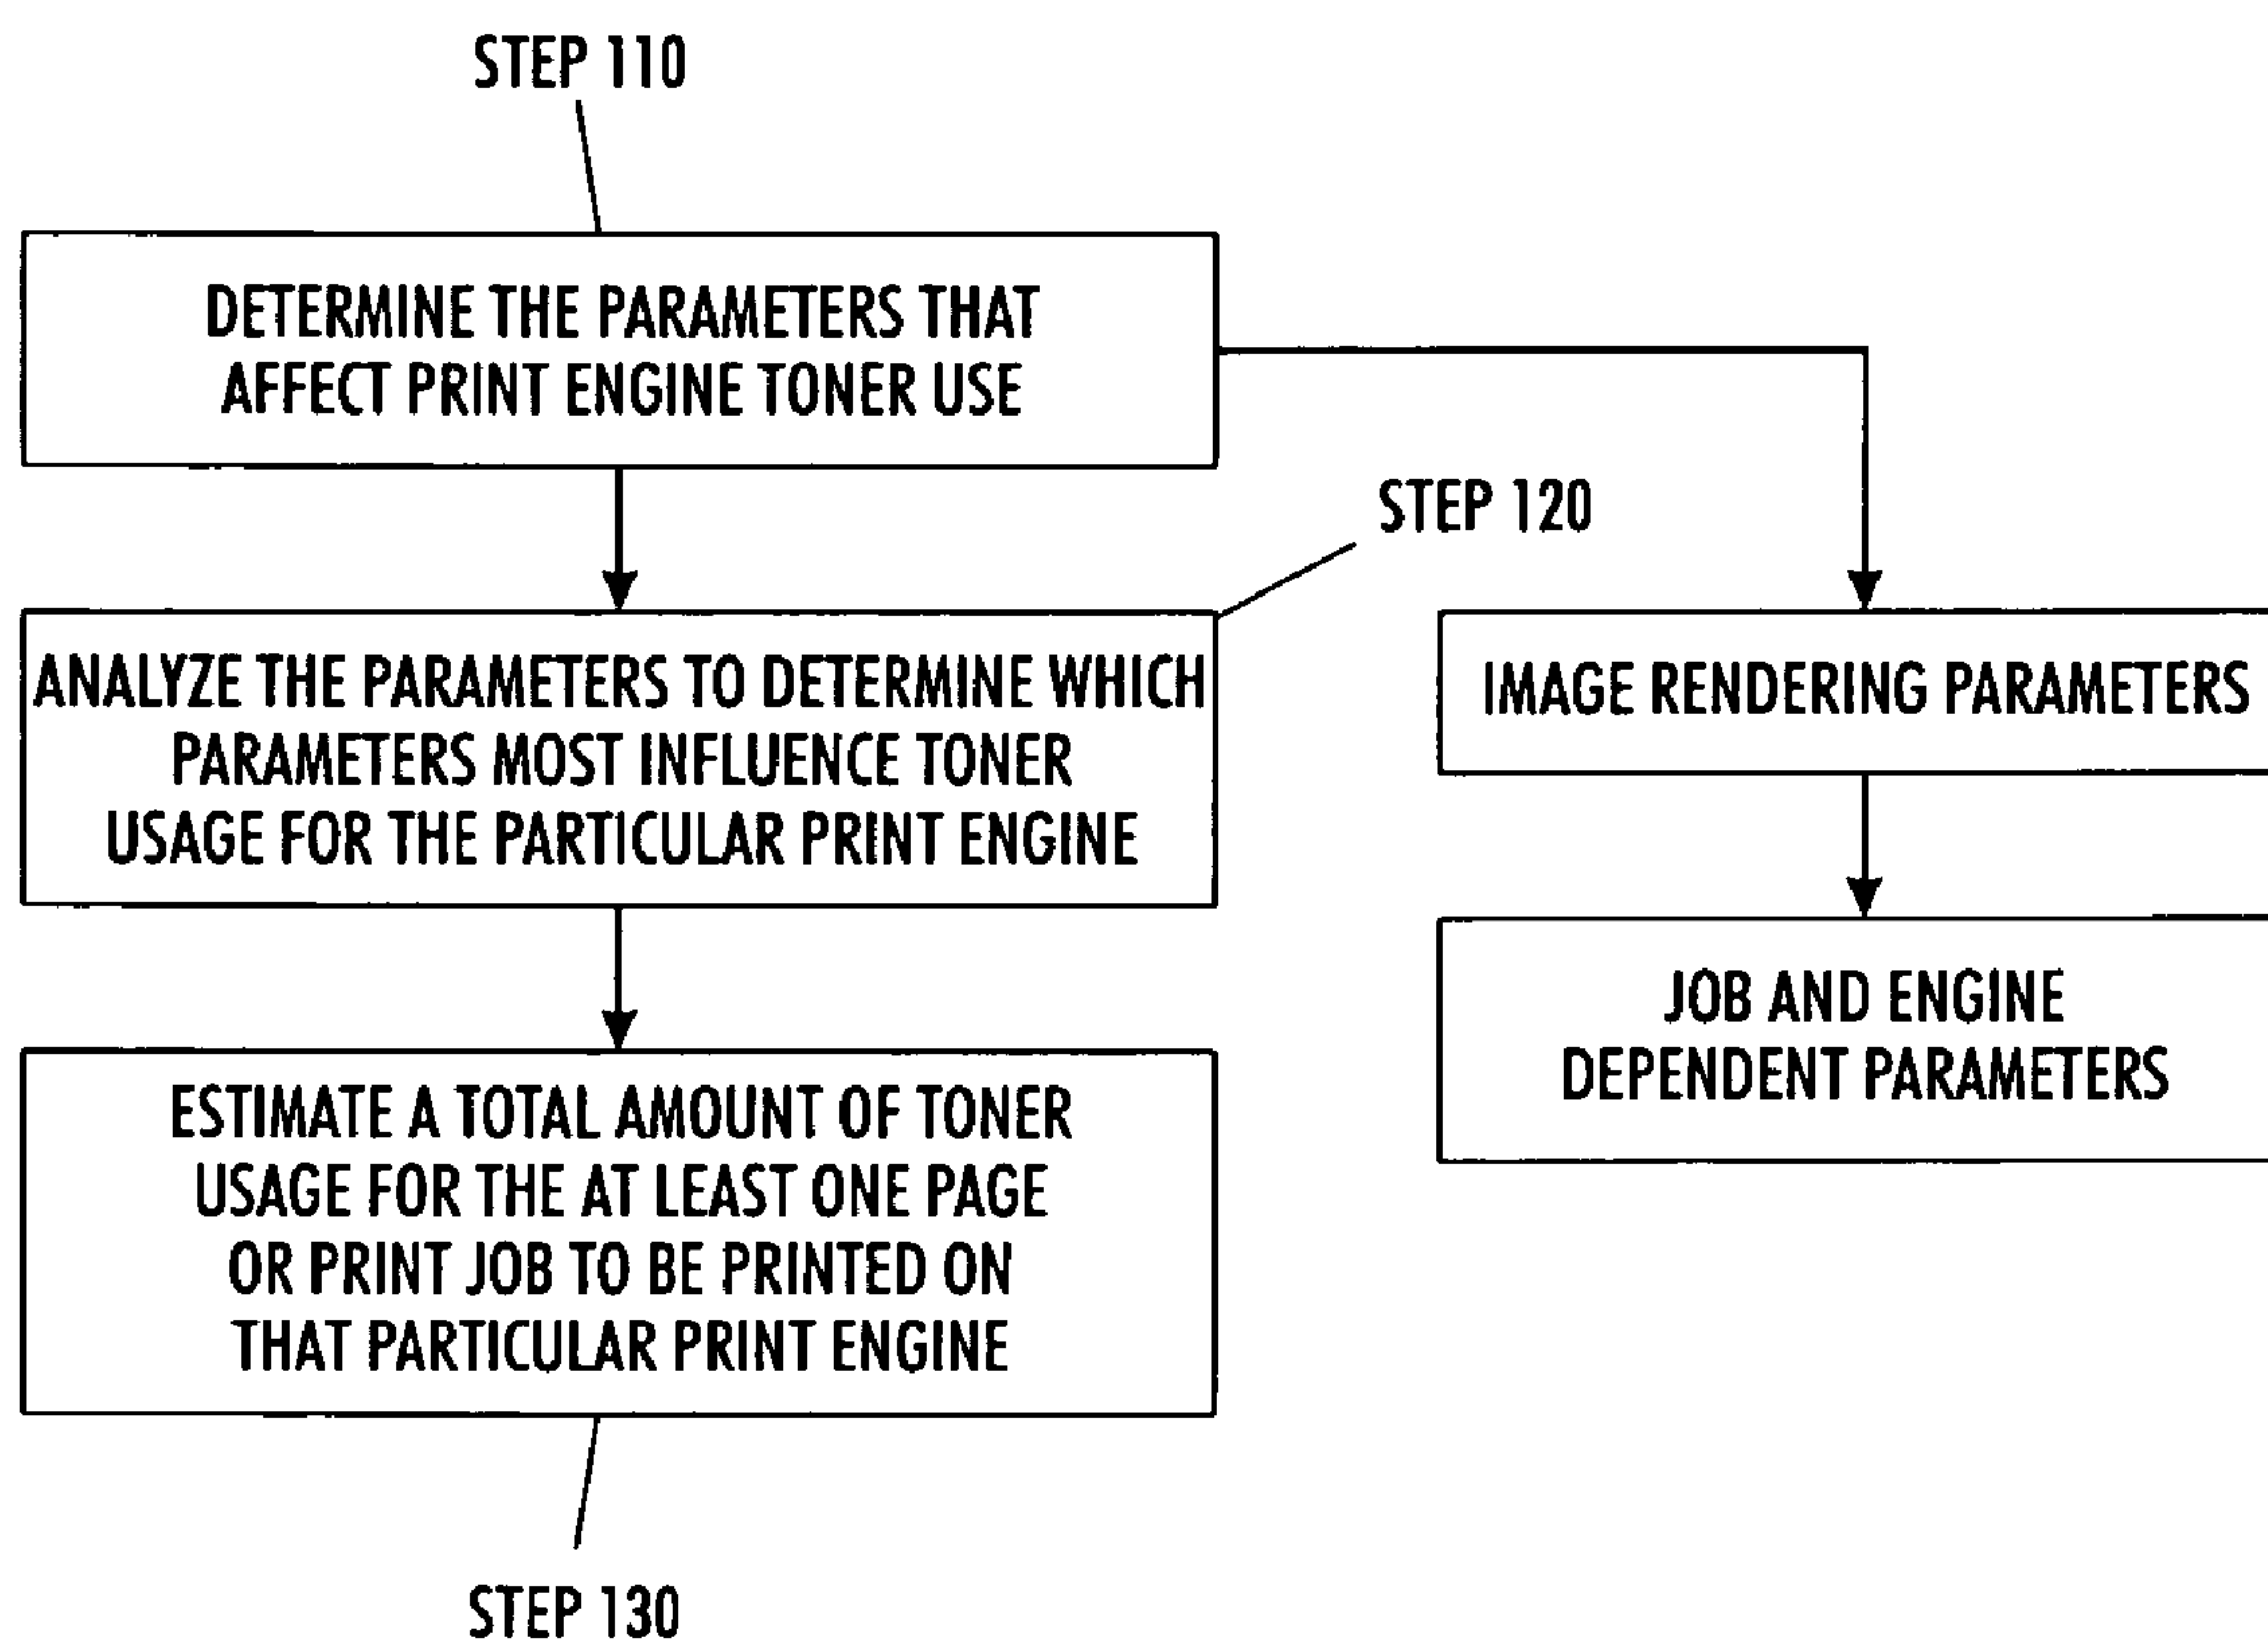 STEP 110
DETERMINE THE PARAMETERS THAT
AFFECT PRINT ENGINE TONER USE
STEP 120
ANALYZE THE PARAMETERS TO DETERMINE WHICH
PARAMETERS MOST INFLUENCE TONER
USAGE FOR THE PARTICULAR PRINT ENGINE
IMAGE RENDERING PARAMETERS
JOB AND ENGINE
DEPENDENT PARAMETERS
ESTIMATE A TOTAL AMOUNT OF TONER
USAGE FOR THE AT LEAST ONE PAGE
OR PRINT JOB TO BE PRINTED ON
THAT PARTICULAR PRINT ENGINE
STEP 130